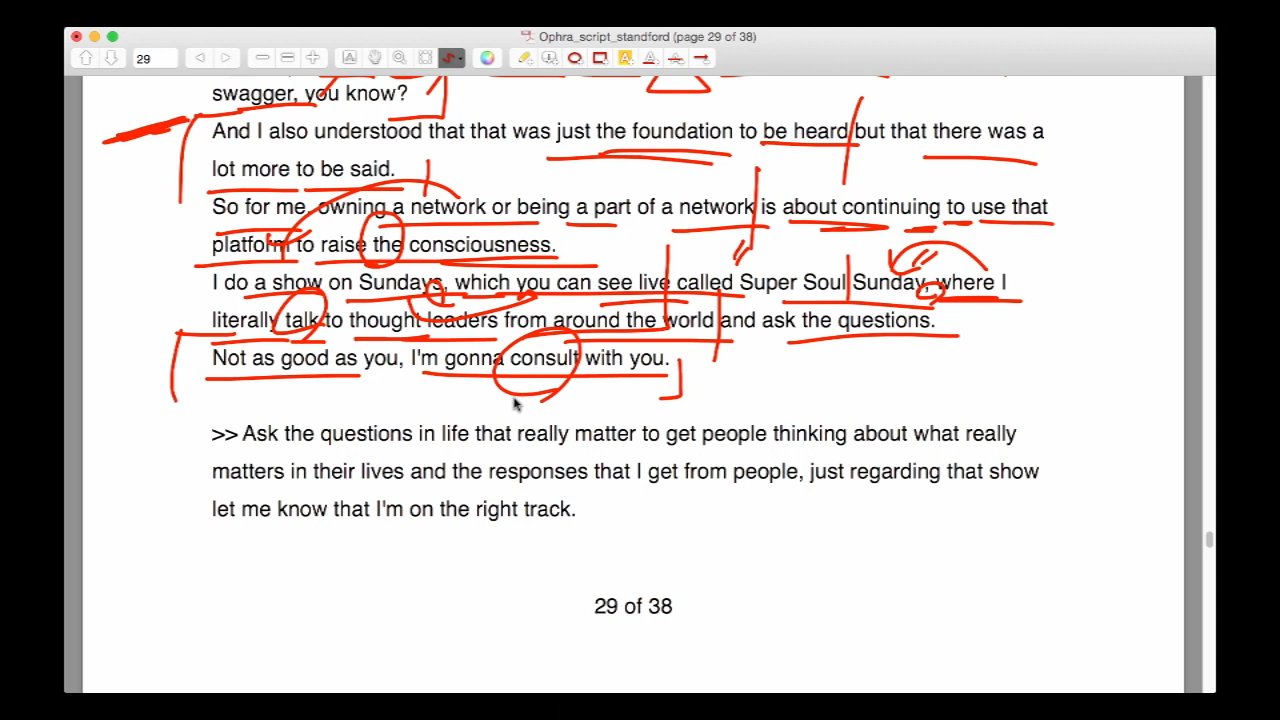 Ophra_script_standford (page 29 of 38)
29
swagger, you know?
And I also understood that that was just the foundation to be heard but that there was a
lot more to be said.
So for me, owning a network or being a part of a network is about continuing to use that
platform to raise the consciousness.
I do a show on Sundays, which you can see live called Super Soul Sunday, where I
literally talk to thought leaders from around the world and ask the questions.
Not as good as you, I'm gonna consult with you.
>> Ask the questions in life that really matter to get people thinking about what really
matters in their lives and the responses that I get from people, just regarding that show
let me know that I'm on the right track.
29 of 38